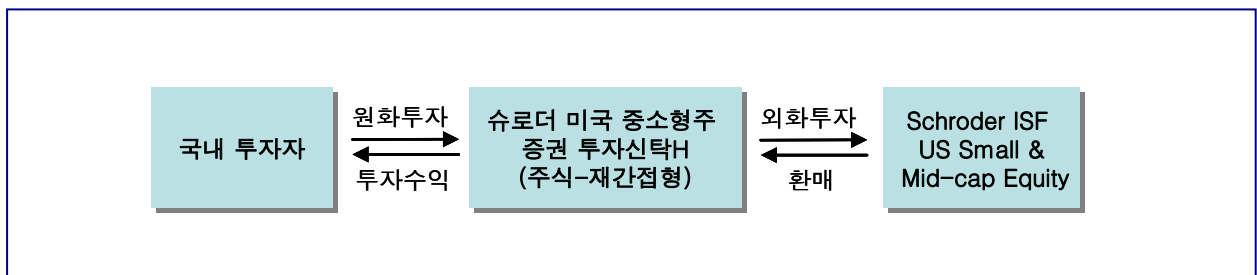 국내 투자자
원화투자
투자수익
슈로더 미국 중소형주
증권 투자신탁H
(주식-재간접형)
외화투자
환매
Schroder ISF
US Small &
Mid-cap Equity